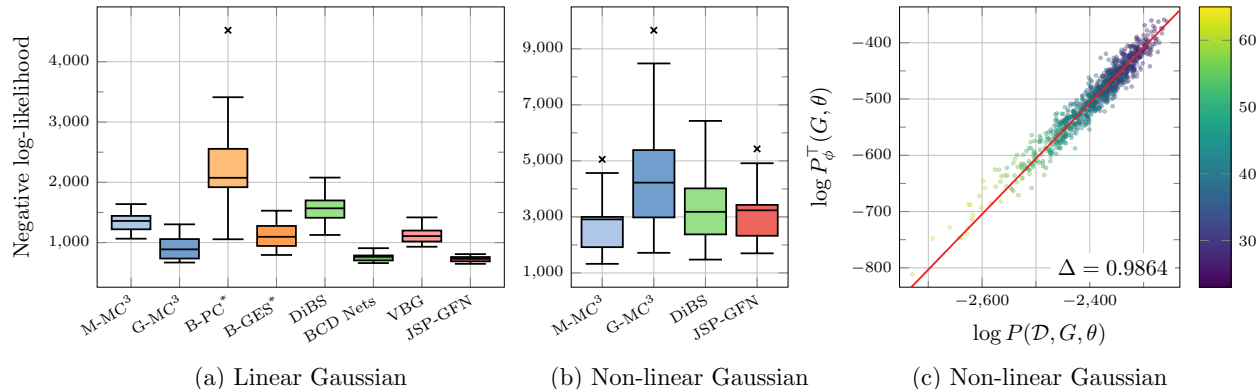 Negative log-likelihood
4,000
3,000
2,000
1,000
M-MC³
G-MC³
B-PC*
B-GES*
DiBS
BCD Nets
VBG
JSP-GFN
(a) Linear Gaussian
9,000
7,000
5,000
3,000
1,000
M-MC³
G-MC³
DiBS
JSP-GFN
(b) Non-linear Gaussian
log P_ϕ^⊤(G, θ)
−400
−500
−600
−700
−800
−2,600
−2,400
Δ = 0.9864
log P(𝒟, G, θ)
60
50
40
30
(c) Non-linear Gaussian